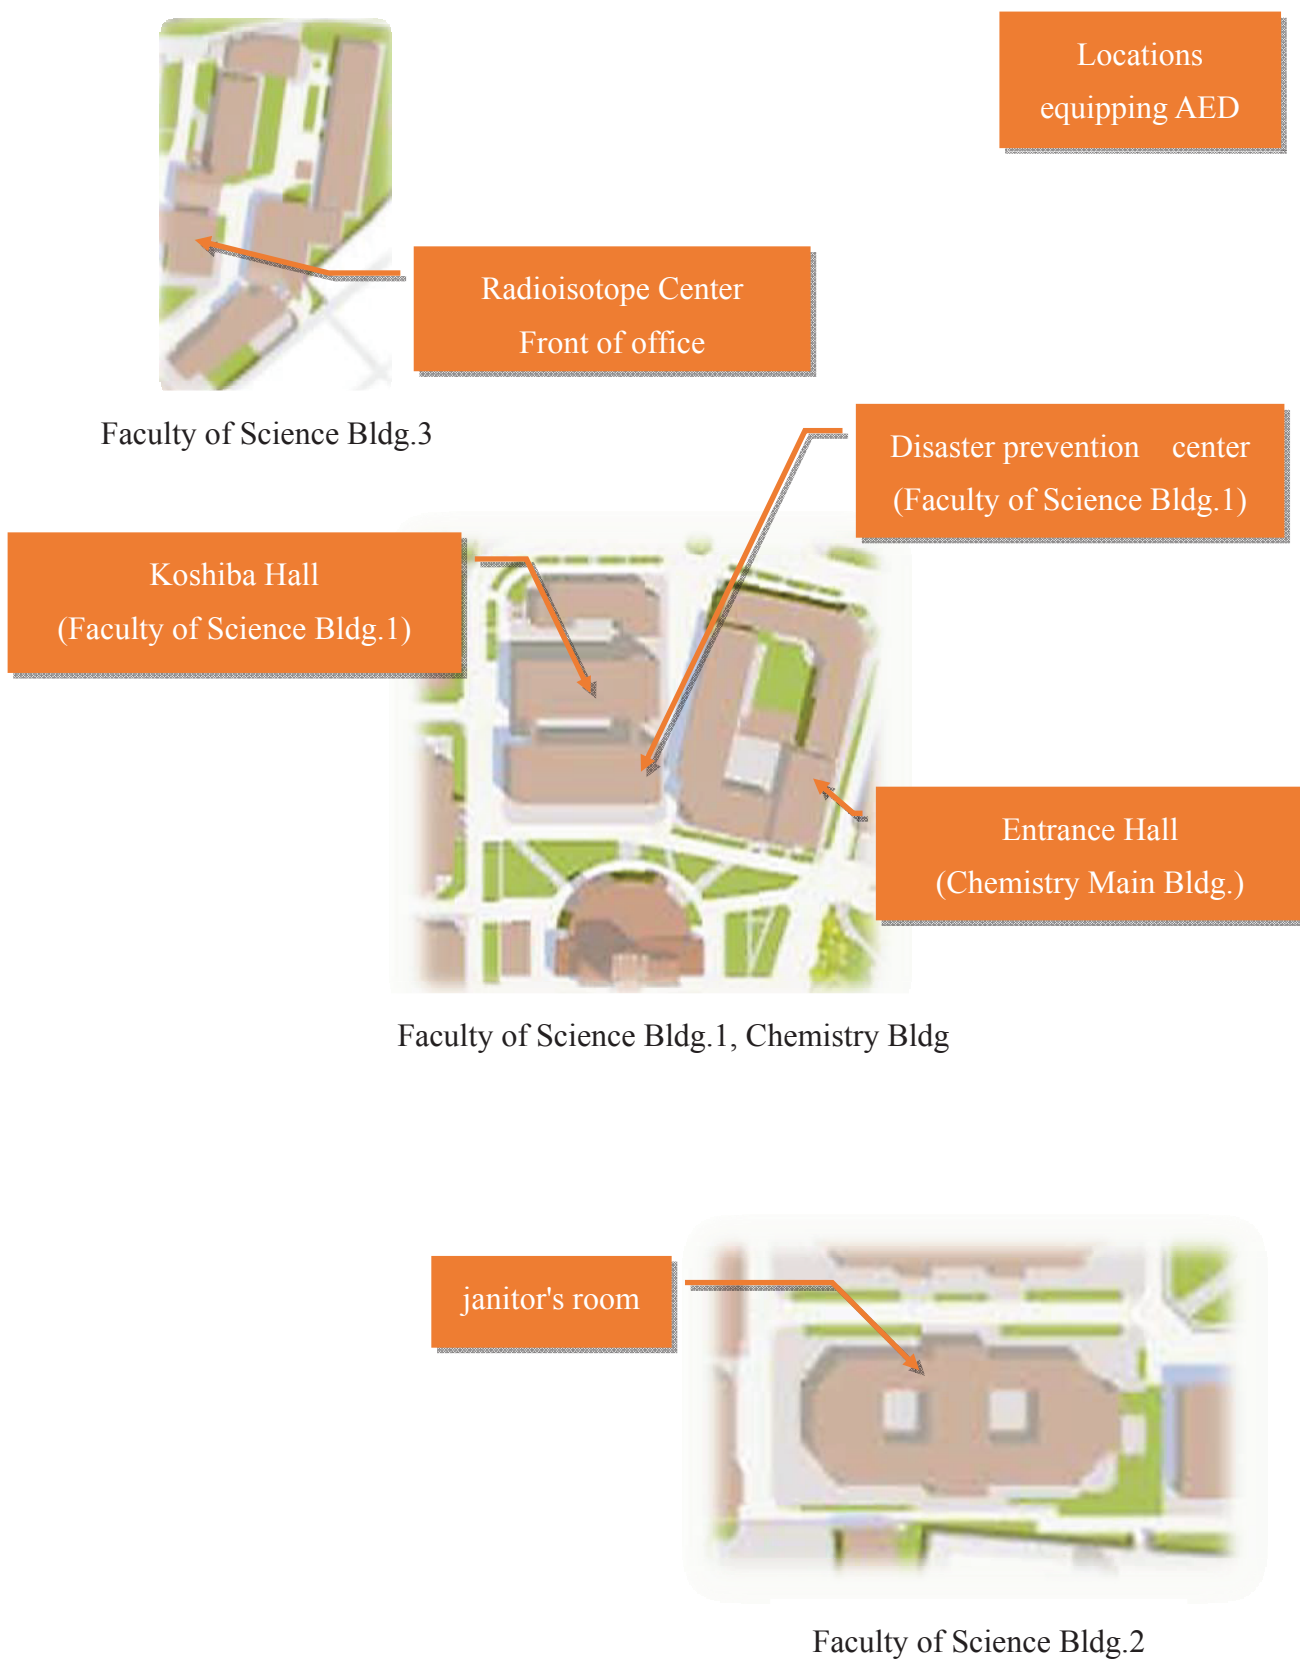 Locations
equipping AED
Radioisotope Center
Front of office
Faculty of Science Bldg.3
Disaster prevention center
(Faculty of Science Bldg.1)
Koshiba Hall
(Faculty of Science Bldg.1)
Entrance Hall
(Chemistry Main Bldg.)
Faculty of Science Bldg.1, Chemistry Bldg
janitor's room
Faculty of Science Bldg.2